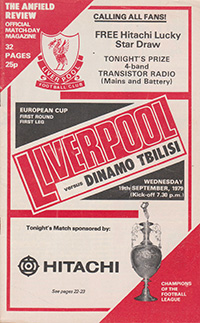 THE ANFIELD
REVIEW
OFFICIAL
MATCH-DAY
MAGAZINE
32
PAGES
25p
LIVERPOOL
FOOTBALL CLUB
CALLING ALL FANS!
FREE Hitachi Lucky
Star Draw
TONIGHT'S PRIZE
4-band
TRANSISTOR RADIO
(Mains and Battery)
EUROPEAN CUP
FIRST ROUND
FIRST LEG
LIVERPOOL
versus DINAMO TBILISI
WEDNESDAY
19th SEPTEMBER, 1979
(Kick-off 7.30 p.m.)
Tonight's Match sponsored by:
HITACHI
See pages 22-23
CHAMPIONS
OF THE
FOOTBALL
LEAGUE